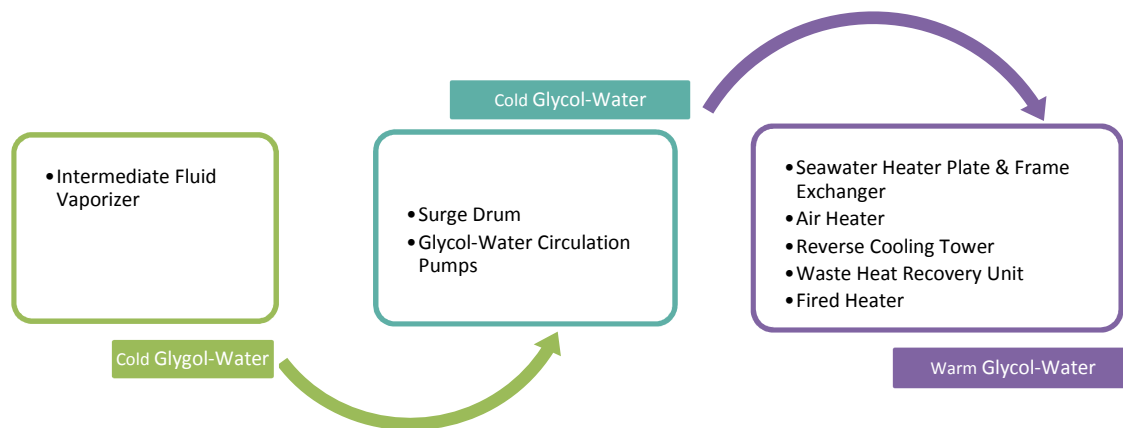 •Intermediate Fluid
Vaporizer
Cold Glygol-Water
Cold Glycol-Water
•Surge Drum
•Glycol-Water Circulation
Pumps
•Seawater Heater Plate & Frame
Exchanger
•Air Heater
•Reverse Cooling Tower
•Waste Heat Recovery Unit
•Fired Heater
Warm Glycol-Water